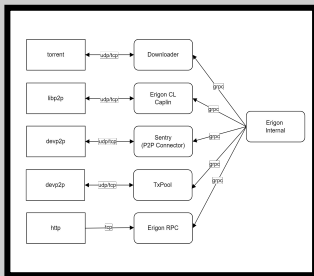 torrent
udp/tcp
Downloader
grpc
libp2p
udp/tcp
Erigon CL
Caplin
grpc
Erigon
Internal
devp2p
udp/tcp
Sentry
(P2P Connector)
grpc
devp2p
udp/tcp
TxPool
grpc
http
tcp
Erigon RPC
grpc